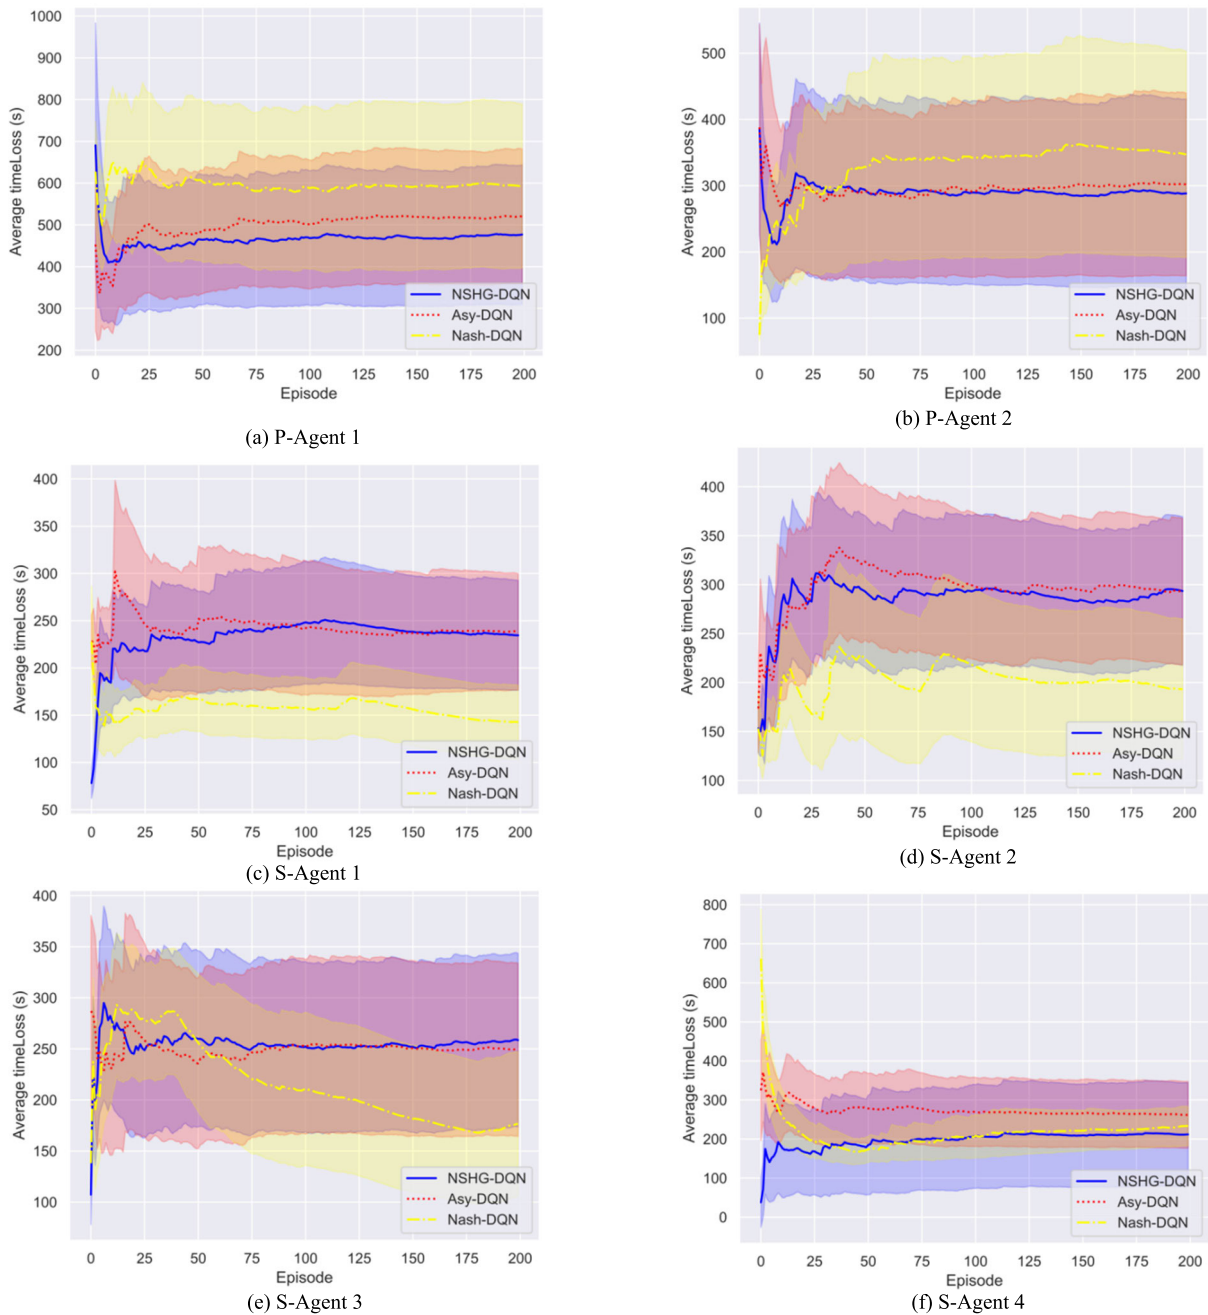 1000
900
800
700
600
500
400
300
200
Average timeLoss (s)
NSHG-DQN
Asy-DQN
Nash-DQN
0 25 50 75 100 125 150 175 200
Episode
(a) P-Agent 1
500
400
300
200
100
Average timeLoss (s)
NSHG-DQN
Asy-DQN
Nash-DQN
0 25 50 75 100 125 150 175 200
Episode
(b) P-Agent 2
400
350
300
250
200
150
100
50
Average timeLoss (s)
NSHG-DQN
Asy-DQN
Nash-DQN
0 25 50 75 100 125 150 175 200
Episode
(c) S-Agent 1
400
350
300
250
200
150
100
Average timeLoss (s)
NSHG-DQN
Asy-DQN
Nash-DQN
0 25 50 75 100 125 150 175 200
Episode
(d) S-Agent 2
400
350
300
250
200
150
100
Average timeLoss (s)
NSHG-DQN
Asy-DQN
Nash-DQN
0 25 50 75 100 125 150 175 200
Episode
(e) S-Agent 3
800
700
600
500
400
300
200
100
0
Average timeLoss (s)
NSHG-DQN
Asy-DQN
Nash-DQN
0 25 50 75 100 125 150 175 200
Episode
(f) S-Agent 4